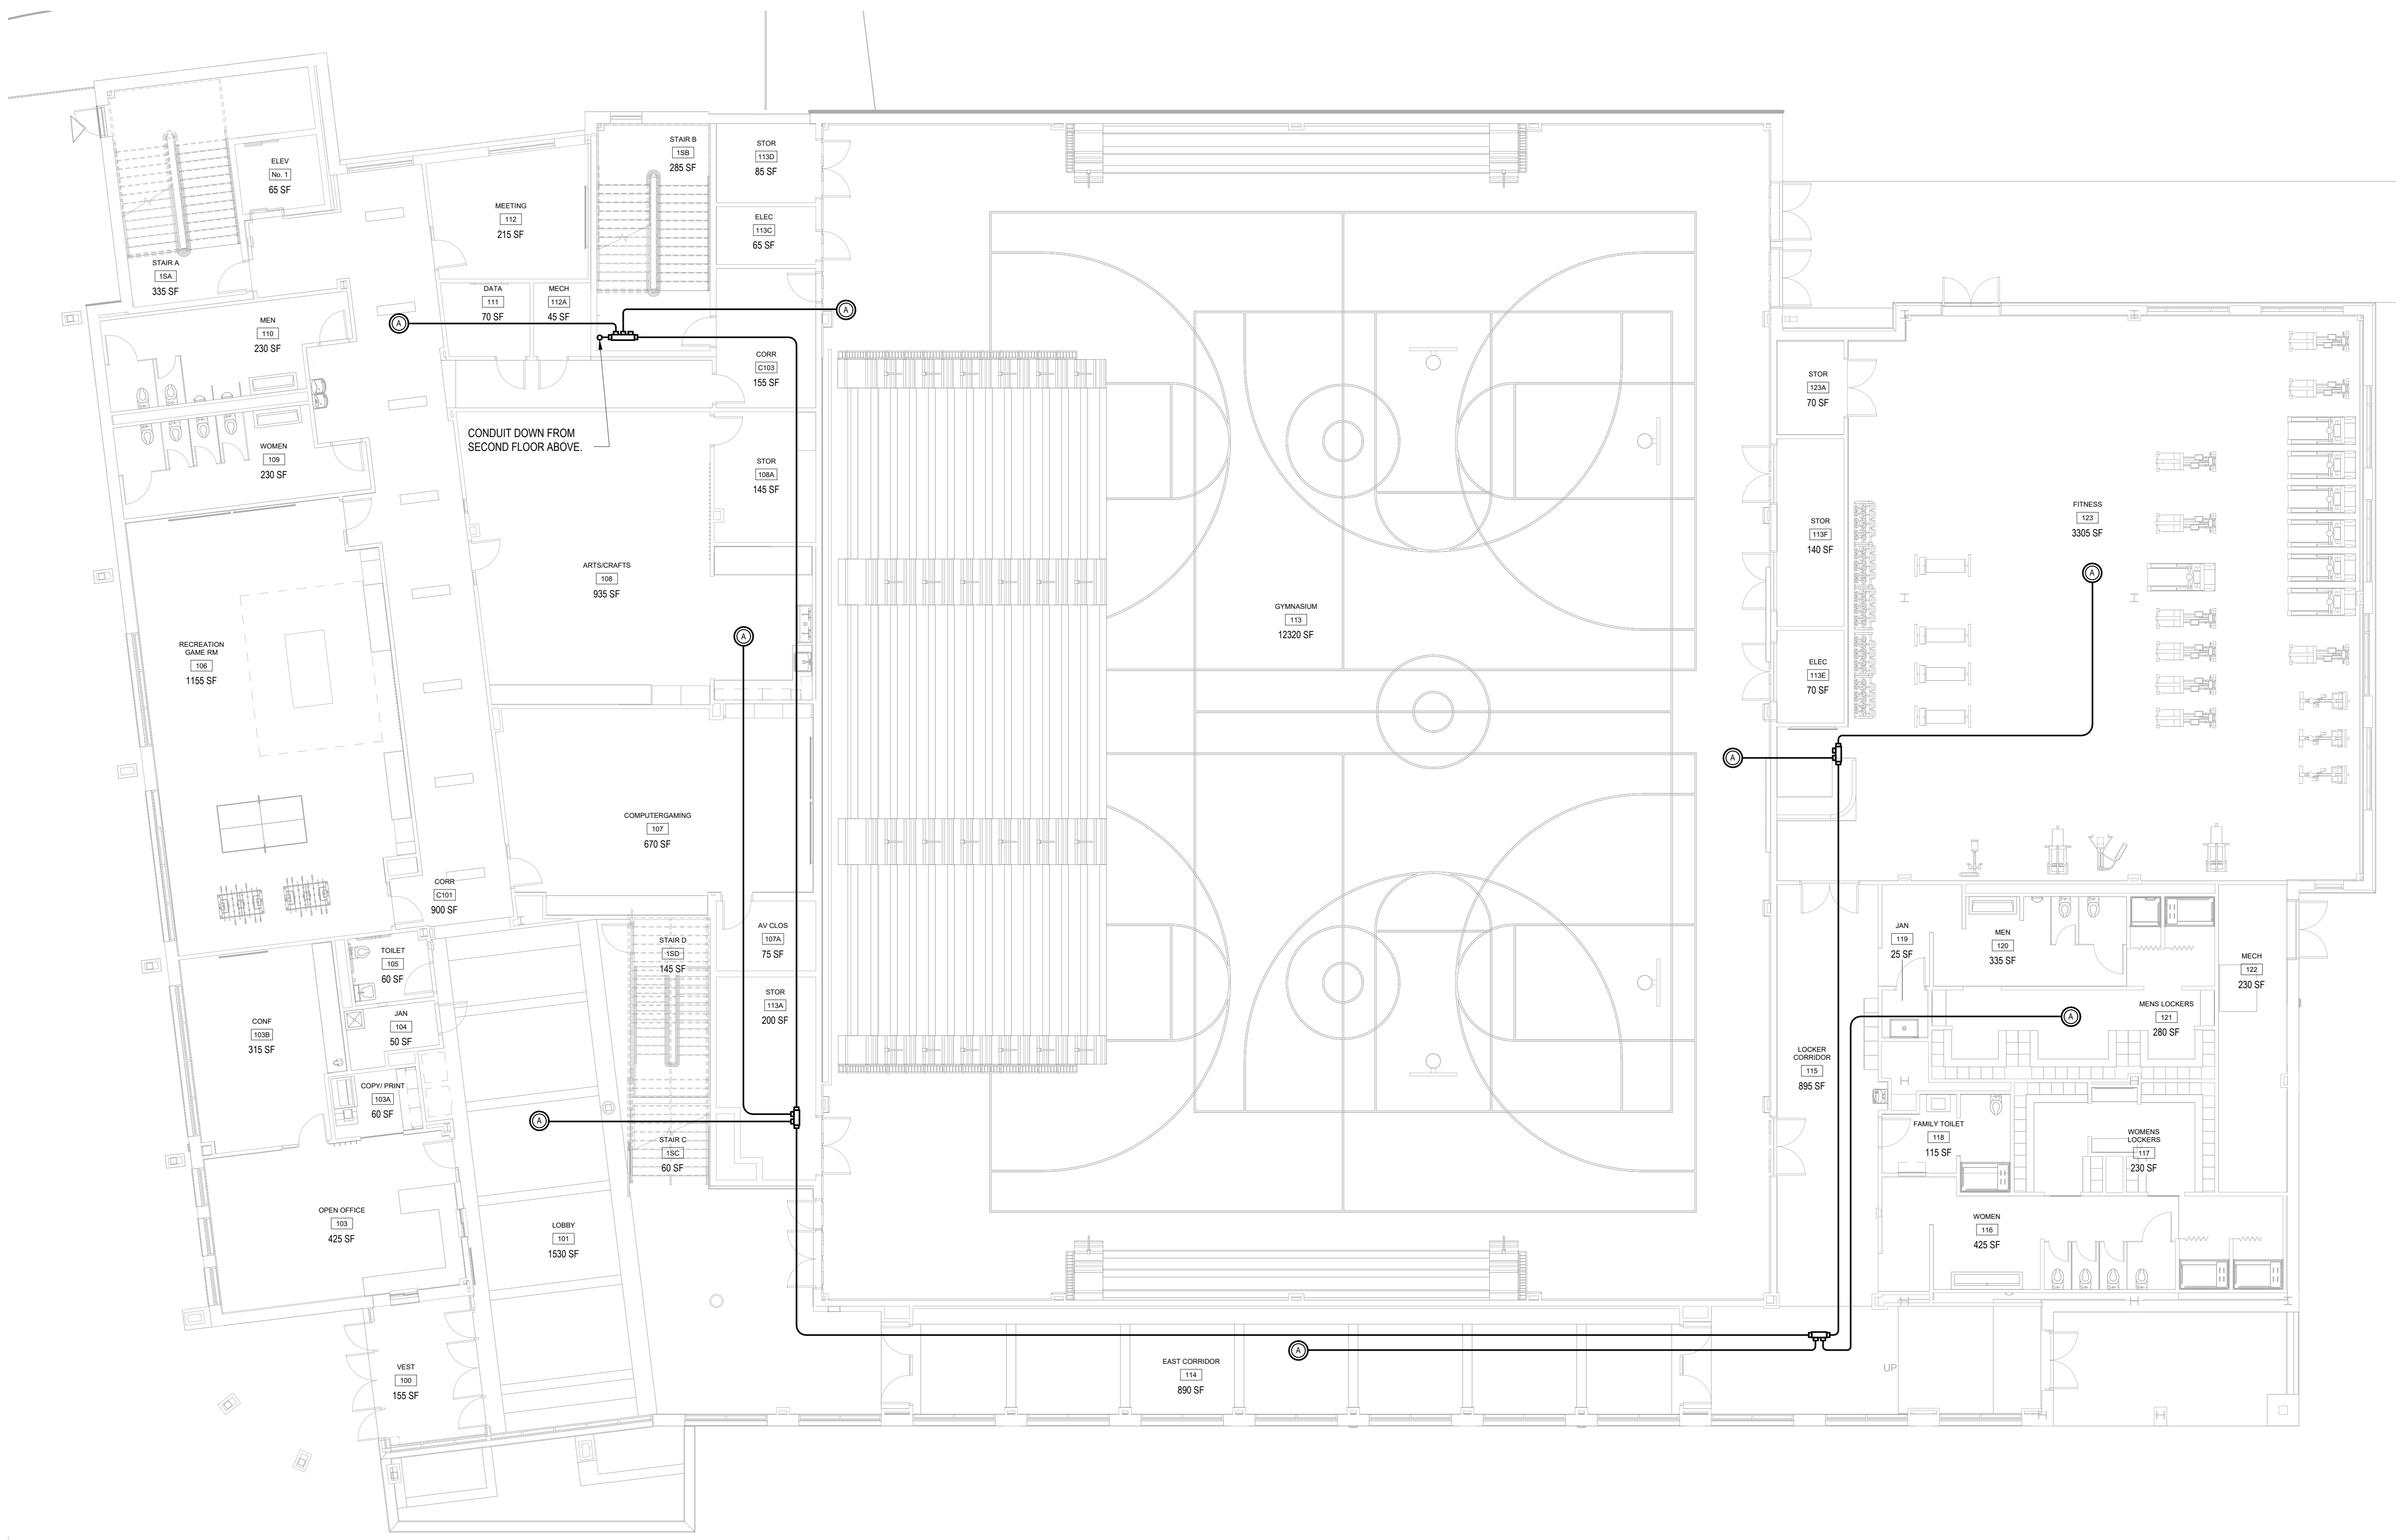 STAIR B
1SB
285 SF
STOR
113D
85 SF
ELEV
No. 1
65 SF
MEETING
112
215 SF
ELEC
113C
65 SF
STAIR A
1SA
335 SF
DATA
111
70 SF
MECH
112A
45 SF
A
A
MEN
110
230 SF
CORR
C103
155 SF
STOR
123A
70 SF
CONDUIT DOWN FROM
SECOND FLOOR ABOVE.
WOMEN
109
230 SF
STOR
108A
145 SF
FITNESS
123
3305 SF
STOR
113F
140 SF
ARTS/CRAFTS
108
935 SF
A
GYMNASIUM
113
12320 SF
A
RECREATION
GAME RM
106
1155 SF
ELEC
113E
70 SF
A
COMPUTERGAMING
107
670 SF
CORR
C101
900 SF
AV CLOS
107A
75 SF
STAIR D
1SD
145 SF
TOILET
105
60 SF
JAN
119
25 SF
MEN
120
335 SF
MECH
122
230 SF
STOR
113A
200 SF
CONF
103B
315 SF
JAN
104
50 SF
MENS LOCKERS
121
280 SF
A
LOCKER
CORRIDOR
115
895 SF
COPY/ PRINT
103A
60 SF
A
STAIR C
1SC
60 SF
FAMILY TOILET
118
115 SF
WOMENS
LOCKERS
117
230 SF
OPEN OFFICE
103
425 SF
LOBBY
101
1530 SF
WOMEN
116
425 SF
A
VEST
100
155 SF
EAST CORRIDOR
114
890 SF
UP